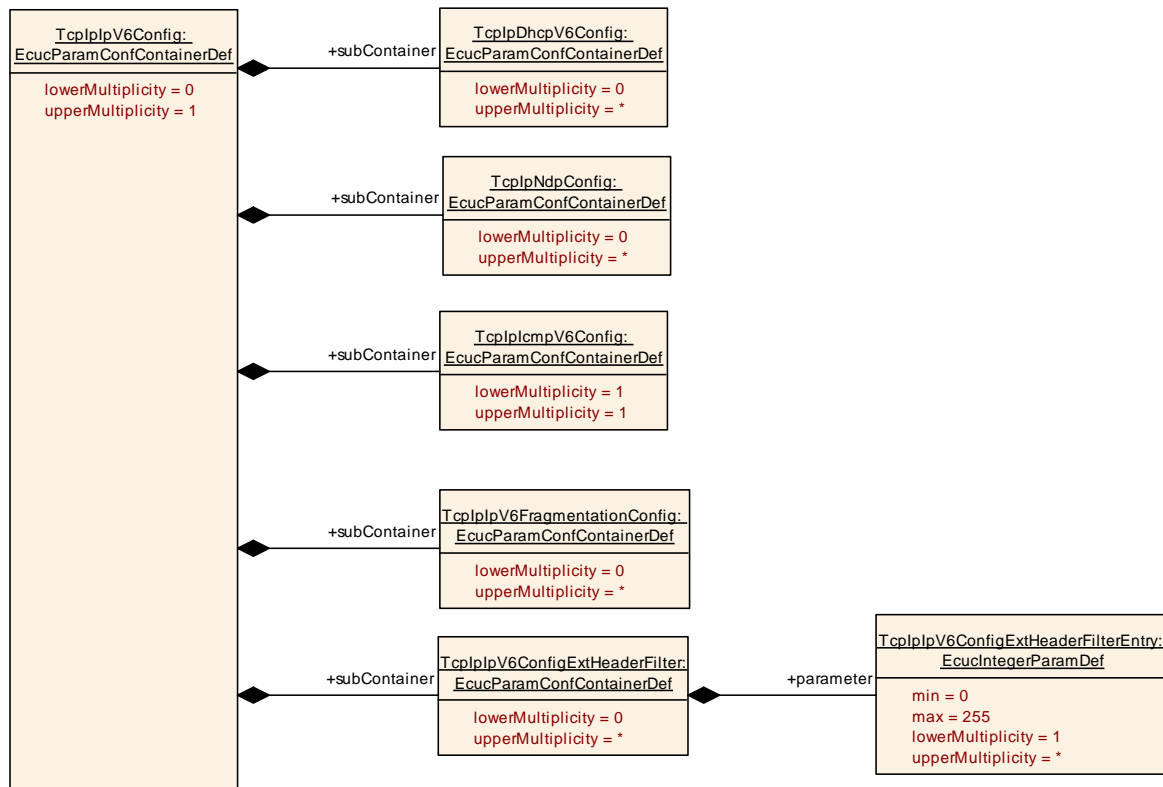 TcpIpIpV6Config:
EcucParamConfContainerDef
lowerMultiplicity = 0
upperMultiplicity = 1
+subContainer
TcpIpDhcpV6Config:
EcucParamConfContainerDef
lowerMultiplicity = 0
upperMultiplicity = *
+subContainer
TcpIpNdpConfig:
EcucParamConfContainerDef
lowerMultiplicity = 0
upperMultiplicity = *
+subContainer
TcpIpIcmpV6Config:
EcucParamConfContainerDef
lowerMultiplicity = 1
upperMultiplicity = 1
+subContainer
TcpIpIpV6FragmentationConfig:
EcucParamConfContainerDef
lowerMultiplicity = 0
upperMultiplicity = *
+subContainer
TcpIpIpV6ConfigExtHeaderFilter:
EcucParamConfContainerDef
lowerMultiplicity = 0
upperMultiplicity = *
+parameter
TcpIpIpV6ConfigExtHeaderFilterEntry:
EcucIntegerParamDef
min = 0
max = 255
lowerMultiplicity = 1
upperMultiplicity = *